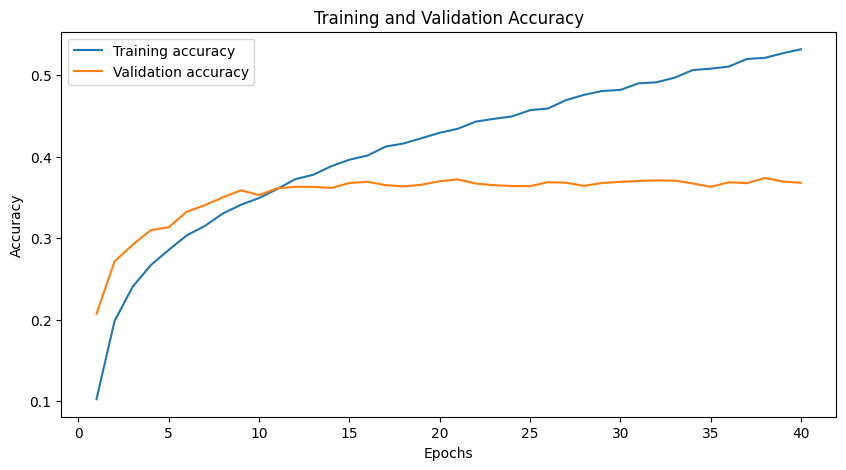 Training and Validation Accuracy
Training accuracy
Validation accuracy
Accuracy
0.5
0.4
0.3
0.2
0.1
0 5 10 15 20 25 30 35 40
Epochs